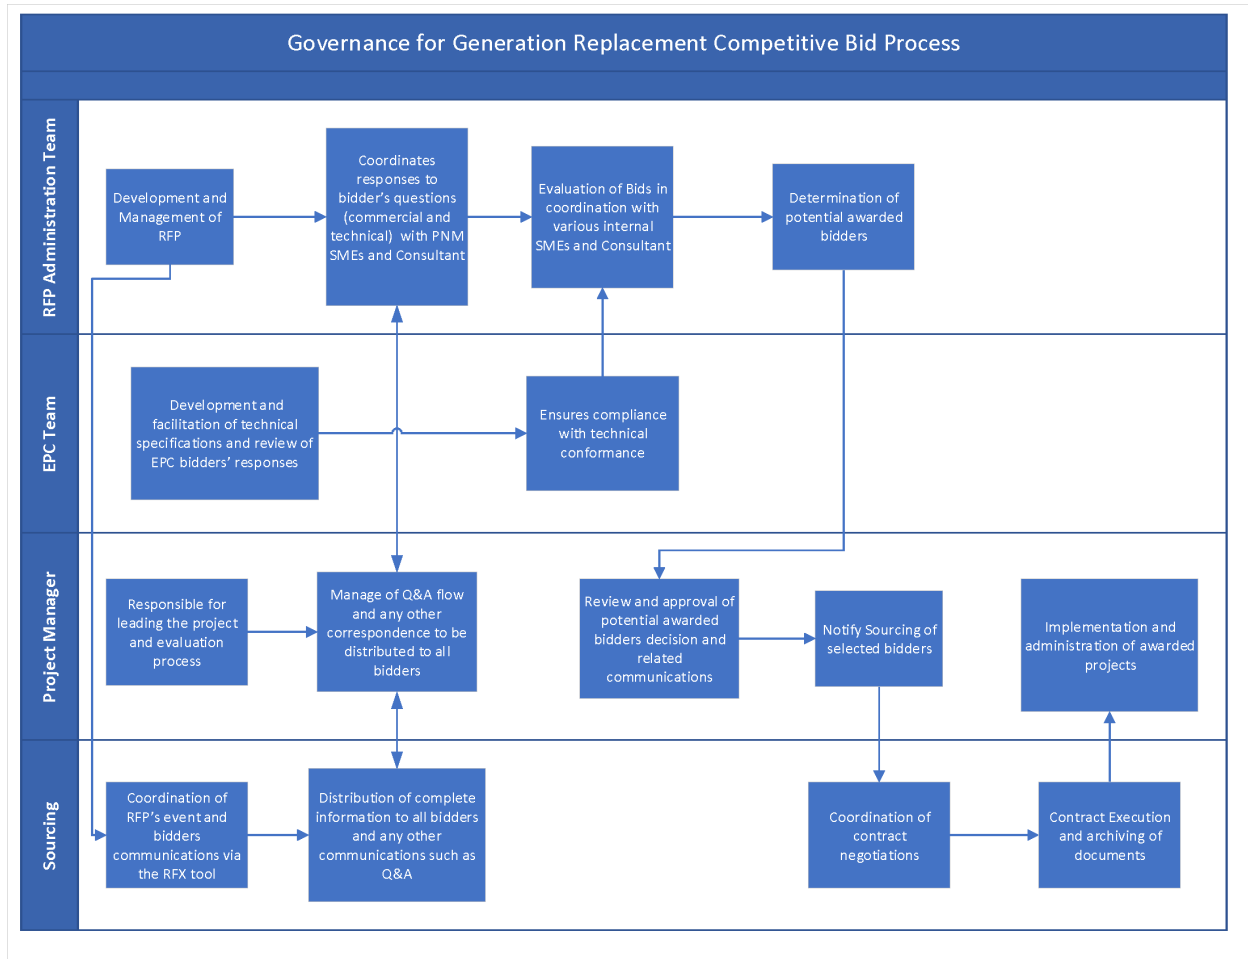 Governance for Generation Replacement Competitive Bid Process
RFP Administration Team
Development and
Management of
RFP
Coordinates
responses to
bidder's questions
(commercial and
technical)  with PNM
SMEs and Consultant
Evaluation of Bids in
coordination with
various internal
SMEs and Consultant
Determination of
potential awarded
bidders
EPC Team
Development and
facilitation of technical
specifications and review of
EPC bidders' responses
Ensures compliance
with technical
conformance
Project Manager
Responsible for
leading the project
and evaluation
process
Manage of Q&A flow
and any other
correspondence to be
distributed to all
bidders
Review and approval of
potential awarded
bidders decision and
related
communications
Notify Sourcing of
selected bidders
Implementation and
administration of awarded
projects
Sourcing
Coordination of
RFP's event and
bidders
communications via
the RFX tool
Distribution of complete
information to all bidders
and any other
communications such as
Q&A
Coordination of
contract
negotiations
Contract Execution
and archiving of
documents